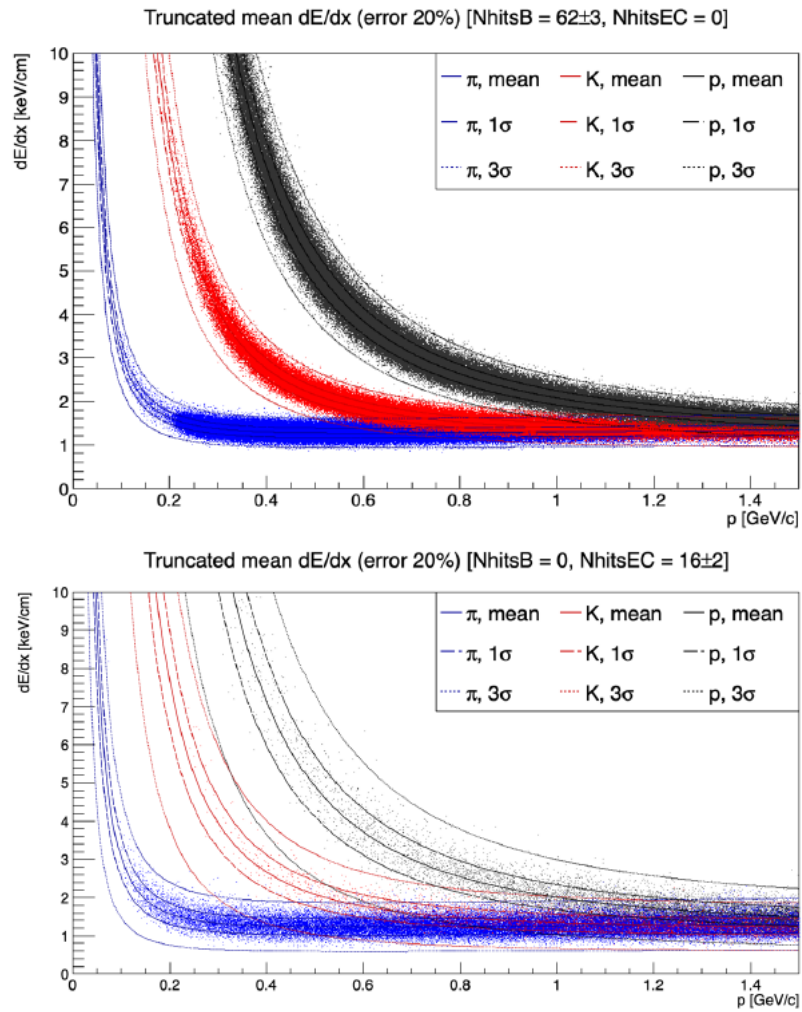 Truncated mean dE/dx (error 20%) [NhitsB = 62±3, NhitsEC = 0]
dE/dx [keV/cm]
10
9
8
7
6
5
4
3
2
1
0
π, mean K, mean p, mean
π, 1σ K, 1σ p, 1σ
π, 3σ K, 3σ p, 3σ
0 0.2 0.4 0.6 0.8 1 1.2 1.4
p [GeV/c]
Truncated mean dE/dx (error 20%) [NhitsB = 0, NhitsEC = 16±2]
dE/dx [keV/cm]
10
9
8
7
6
5
4
3
2
1
0
π, mean K, mean p, mean
π, 1σ K, 1σ p, 1σ
π, 3σ K, 3σ p, 3σ
0 0.2 0.4 0.6 0.8 1 1.2 1.4
p [GeV/c]